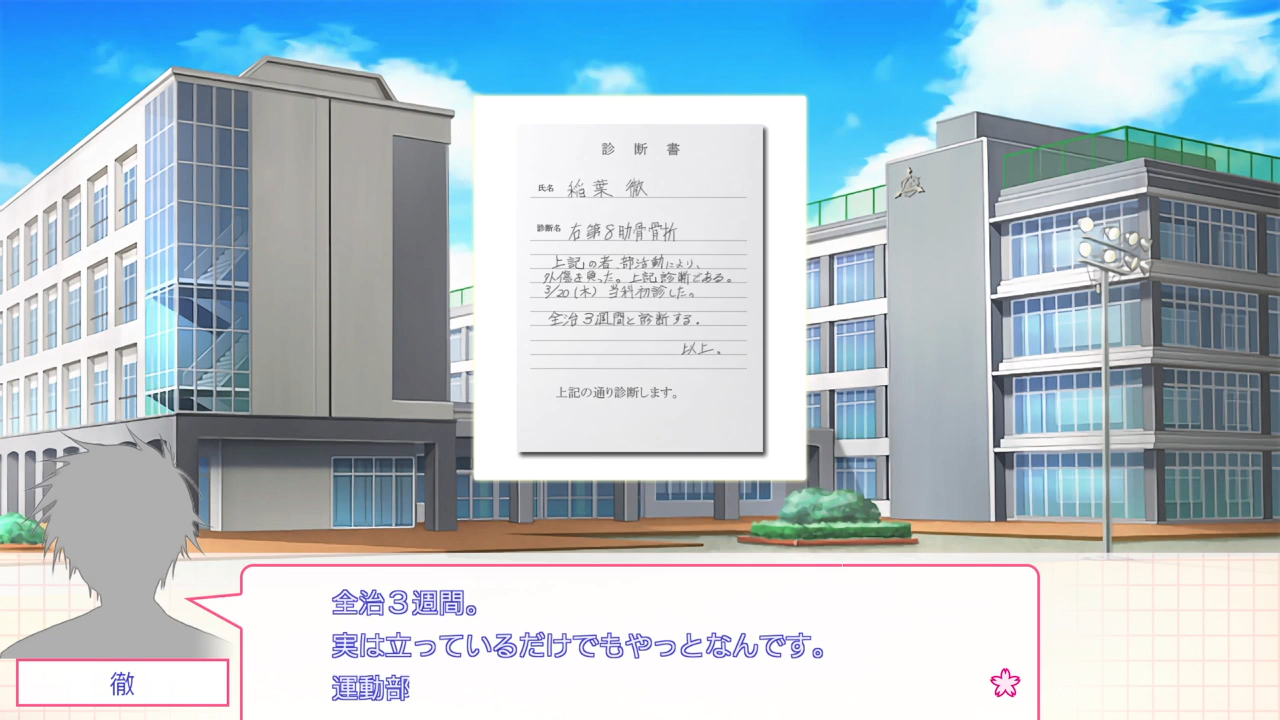 診断書
氏名 稲葉 徹
診断名 右第8肋骨骨折
上記の者、部活動により、
外傷を負った。上記診断である。
3/20(木) 当科初診した。
全治3週間と診断する。
以上。
上記の通り診断します。
全治3週間。
実は立っているだけでもやっとなんです。
運動部
徹